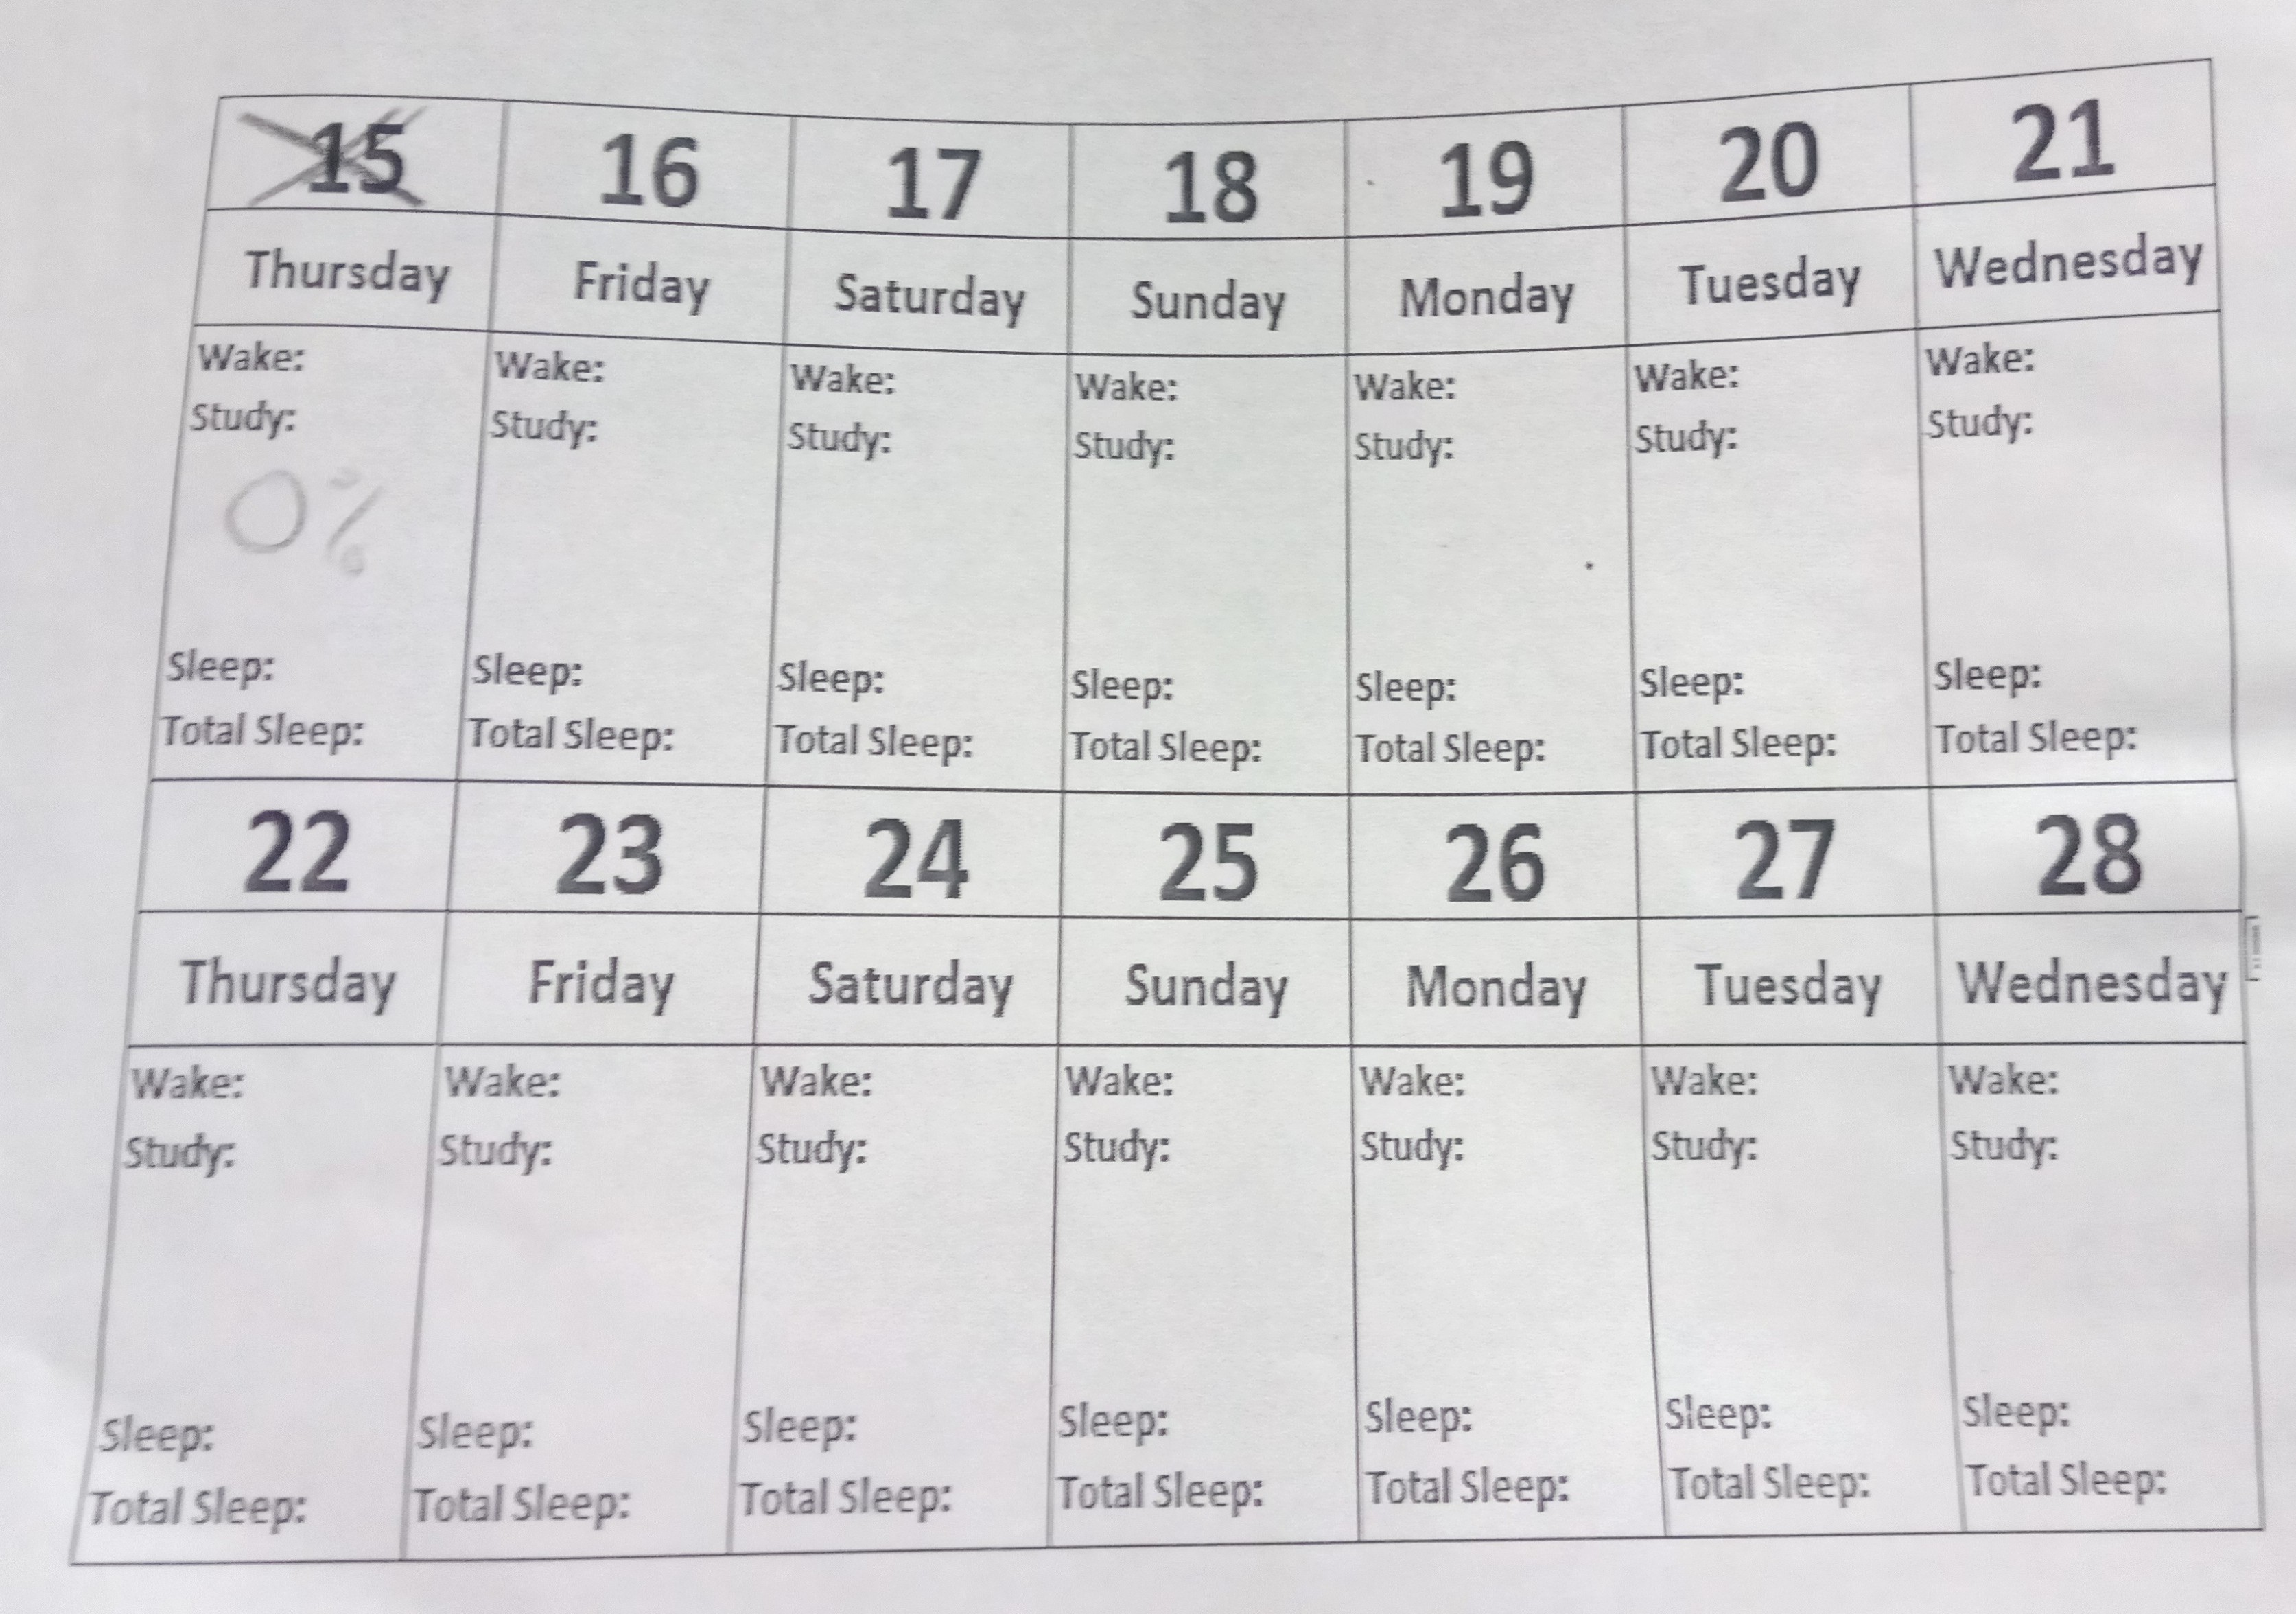 15 16 17 18 19 20 21
Thursday Friday Saturday Sunday Monday Tuesday Wednesday
Wake: Wake: Wake: Wake: Wake: Wake: Wake:
Study: Study: Study: Study: Study: Study: Study:
0%
Sleep: Sleep: Sleep: Sleep: Sleep: Sleep: Sleep:
Total Sleep: Total Sleep: Total Sleep: Total Sleep: Total Sleep: Total Sleep: Total Sleep:
22 23 24 25 26 27 28
Thursday Friday Saturday Sunday Monday Tuesday Wednesday
Wake: Wake: Wake: Wake: Wake: Wake: Wake:
Study: Study: Study: Study: Study: Study: Study:
Sleep: Sleep: Sleep: Sleep: Sleep: Sleep: Sleep:
Total Sleep: Total Sleep: Total Sleep: Total Sleep: Total Sleep: Total Sleep: Total Sleep: